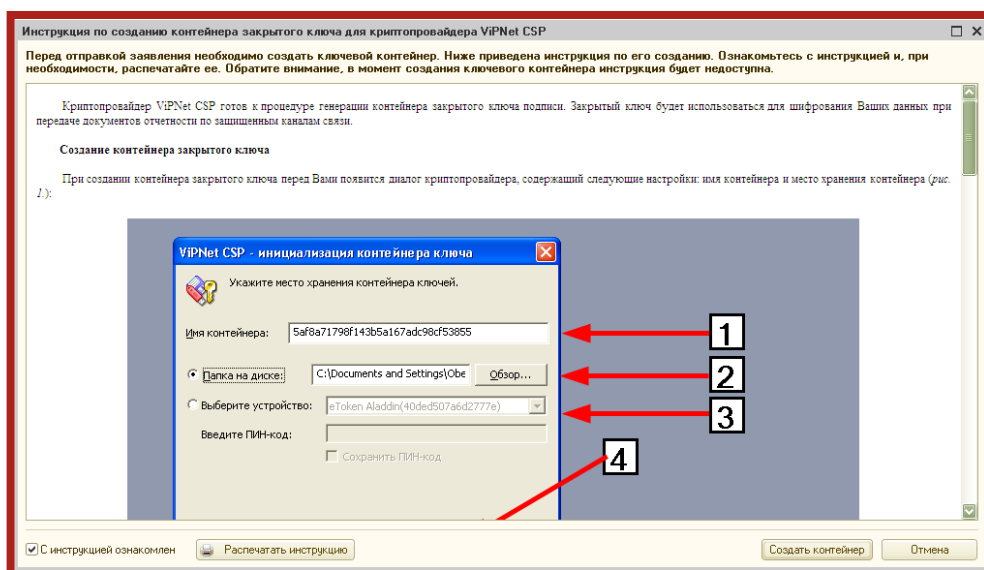 Инструкция по созданию контейнера закрытого ключа для криптопровайдера ViPNet CSP
Перед отправкой заявления необходимо создать ключевой контейнер. Ниже приведена инструкция по его созданию. Ознакомьтесь с инструкцией и, при
необходимости, распечатайте ее. Обратите внимание, в момент создания ключевого контейнера инструкция будет недоступна.
Криптопровайдер ViPNet CSP готов к процедуре генерации контейнера закрытого ключа подписи. Закрытый ключ будет использоваться для шифрования Ваших данных при
передаче документов отчетности по защищенным каналам связи.
Создание контейнера закрытого ключа
При создании контейнера закрытого ключа перед Вами появится диалог криптопровайдера, содержащий следующие настройки: имя контейнера и место хранения контейнера (рис.
1.):
ViPNet CSP - инициализация контейнера ключа
Укажите место хранения контейнера ключей.
Имя контейнера: 5af8a71798f143b5a167adc98cf53855
1
Папка на диске: C:\Documents and Settings\Obe Обзор...
2
Выберите устройство: eToken Aladdin(40ded507a6d2777e)
3
Введите ПИН-код:
Сохранить ПИН-код
4
С инструкцией ознакомлен Распечатать инструкцию Создать контейнер Отмена